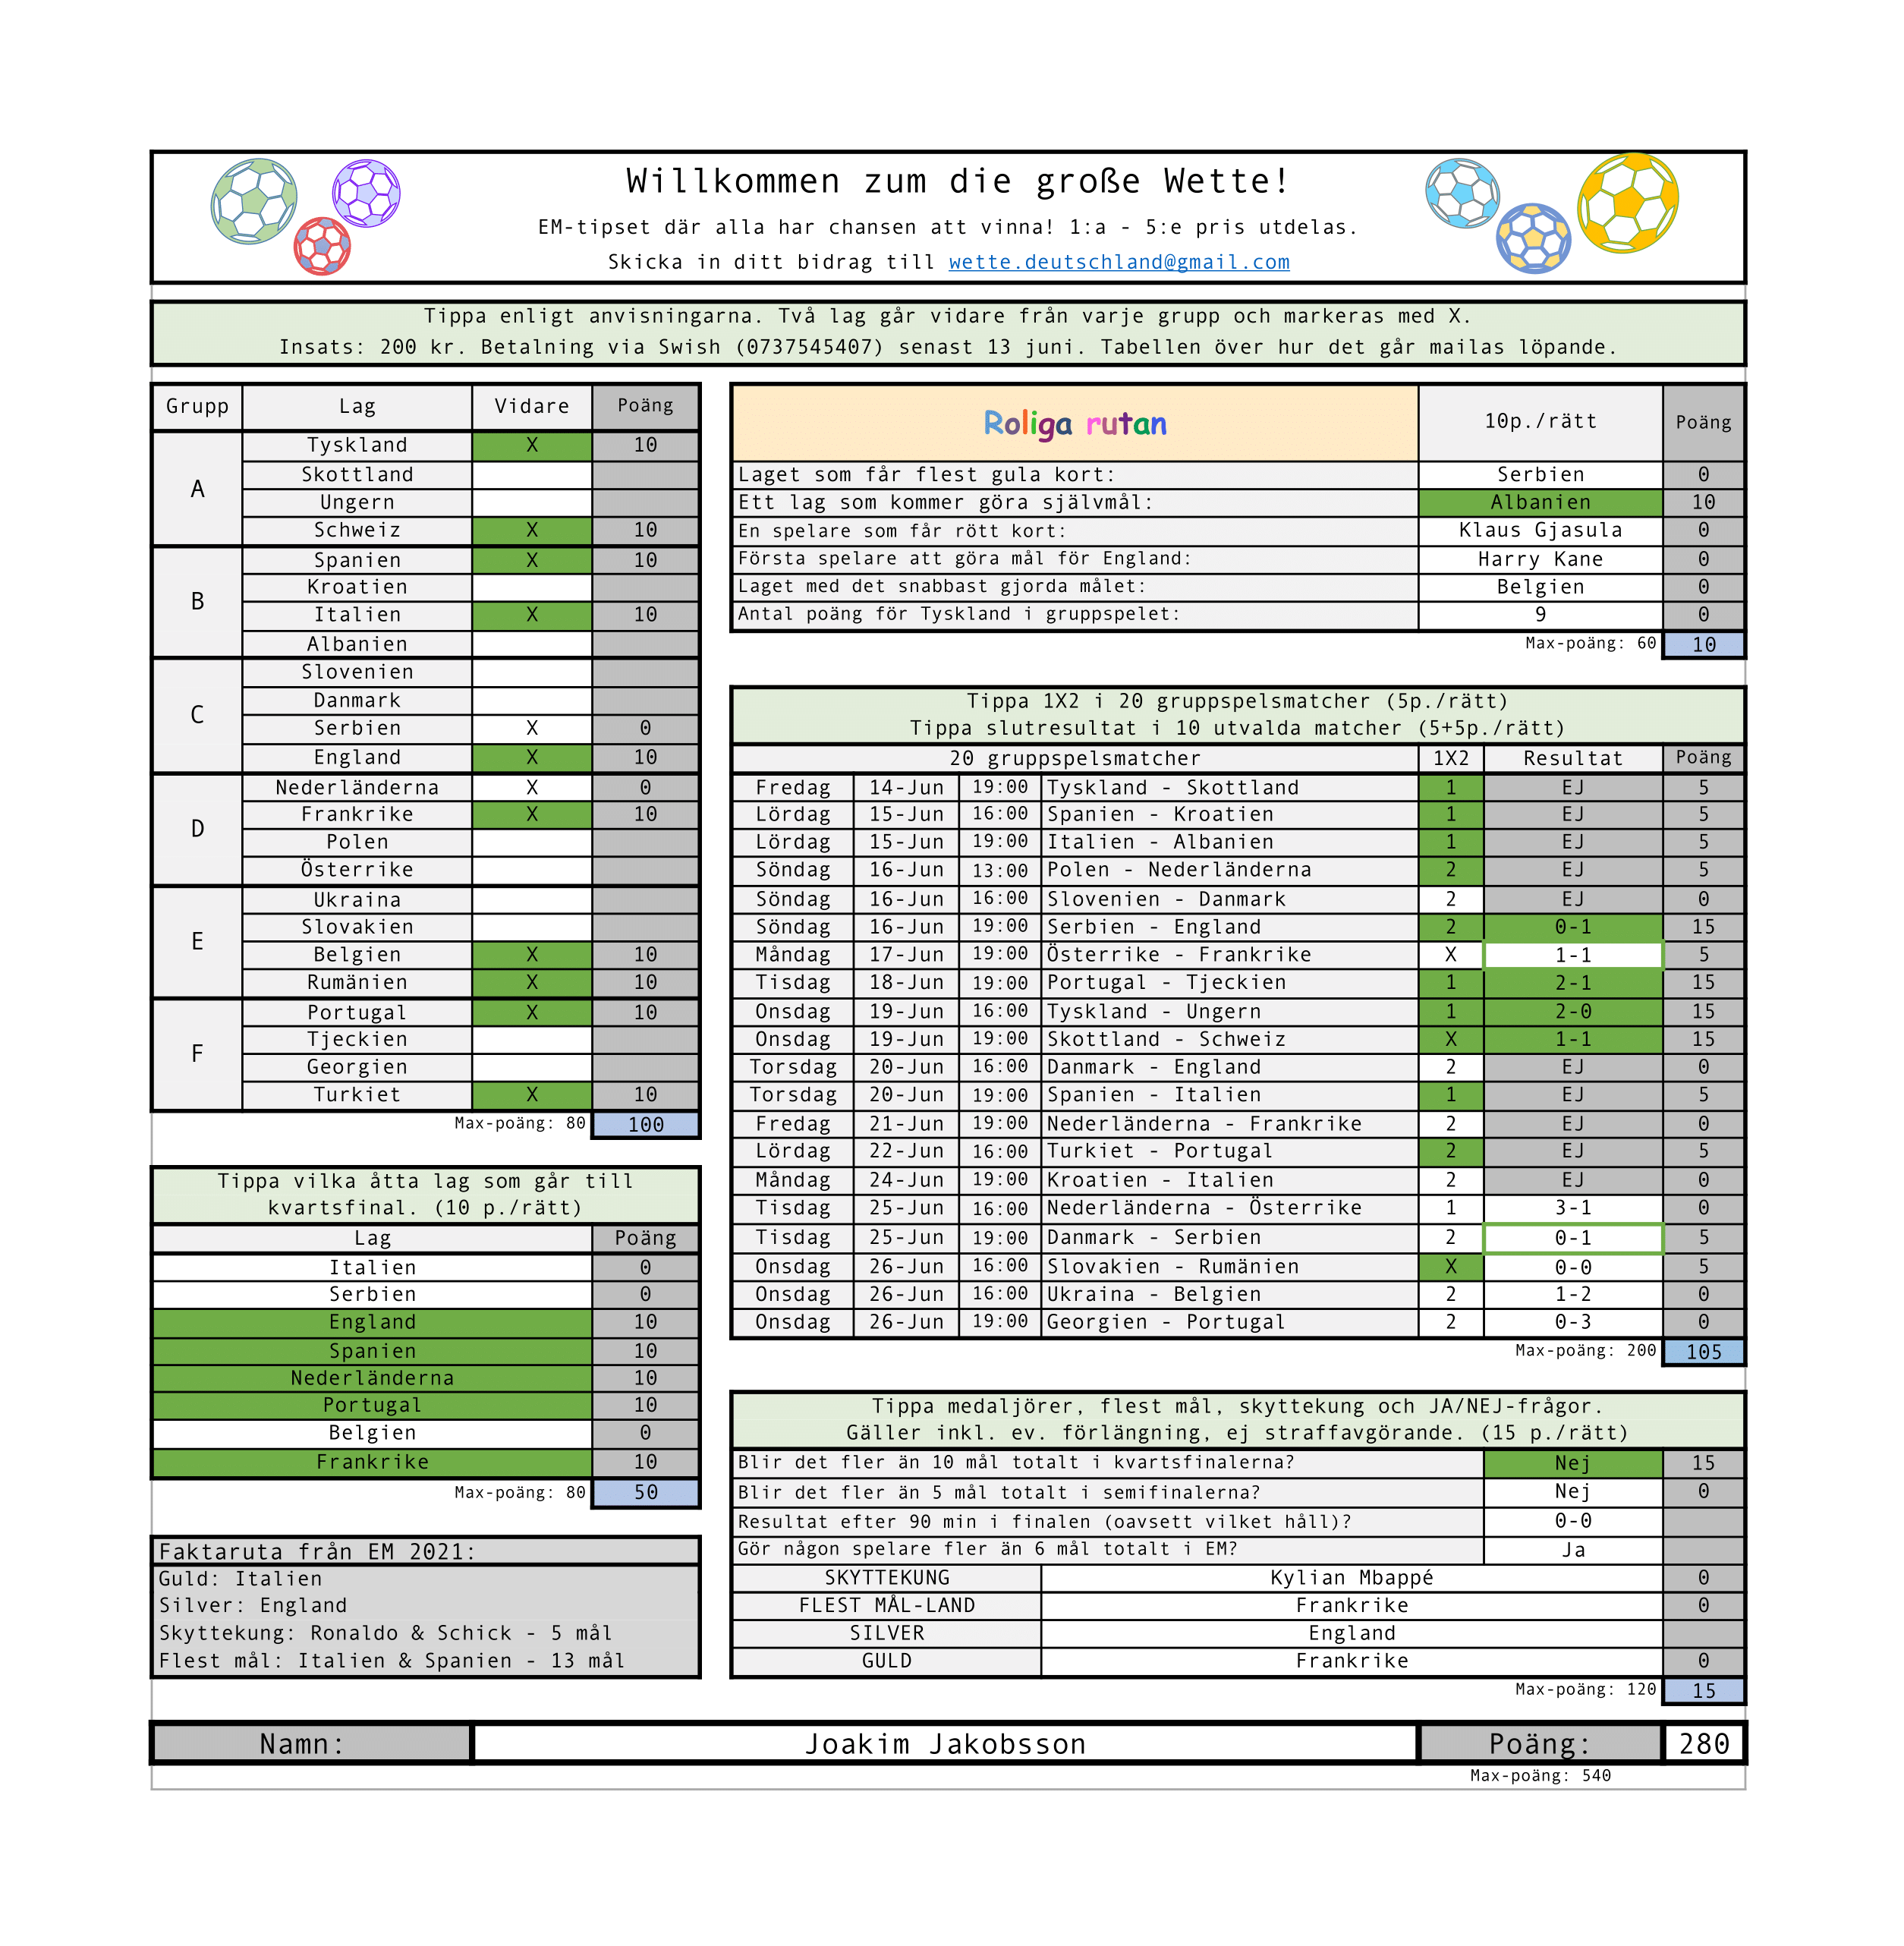 Willkommen zum die große Wette!
EM-tipset där alla har chansen att vinna! 1:a - 5:e pris utdelas.
Skicka in ditt bidrag till wette.deutschland@gmail.com
Tippa enligt anvisningarna. Två lag går vidare från varje grupp och markeras med X.
Insats: 200 kr. Betalning via Swish (0737545407) senast 13 juni. Tabellen över hur det går mailas löpande.
Grupp Lag Vidare Poäng
A
Tyskland X 10
Skottland
Ungern
Schweiz X 10
B
Spanien X 10
Kroatien
Italien X 10
Albanien
C
Slovenien
Danmark
Serbien X 0
England X 10
D
Nederländerna X 0
Frankrike X 10
Polen
Österrike
E
Ukraina
Slovakien
Belgien X 10
Rumänien X 10
F
Portugal X 10
Tjeckien
Georgien
Turkiet X 10
Max-poäng: 80 100
Tippa vilka åtta lag som går till
kvartsfinal. (10 p./rätt)
Lag Poäng
Italien 0
Serbien 0
England 10
Spanien 10
Nederländerna 10
Portugal 10
Belgien 0
Frankrike 10
Max-poäng: 80 50
Faktaruta från EM 2021:
Guld: Italien
Silver: England
Skyttekung: Ronaldo & Schick - 5 mål
Flest mål: Italien & Spanien - 13 mål
Roliga rutan 10p./rätt Poäng
Laget som får flest gula kort: Serbien 0
Ett lag som kommer göra självmål: Albanien 10
En spelare som får rött kort: Klaus Gjasula 0
Första spelare att göra mål för England: Harry Kane 0
Laget med det snabbast gjorda målet: Belgien 0
Antal poäng för Tyskland i gruppspelet: 9 0
Max-poäng: 60 10
Tippa 1X2 i 20 gruppspelsmatcher (5p./rätt)
Tippa slutresultat i 10 utvalda matcher (5+5p./rätt)
20 gruppspelsmatcher 1X2 Resultat Poäng
Fredag 14-Jun 19:00 Tyskland - Skottland 1 EJ 5
Lördag 15-Jun 16:00 Spanien - Kroatien 1 EJ 5
Lördag 15-Jun 19:00 Italien - Albanien 1 EJ 5
Söndag 16-Jun 13:00 Polen - Nederländerna 2 EJ 5
Söndag 16-Jun 16:00 Slovenien - Danmark 2 EJ 0
Söndag 16-Jun 19:00 Serbien - England 2 0-1 15
Måndag 17-Jun 19:00 Österrike - Frankrike X 1-1 5
Tisdag 18-Jun 19:00 Portugal - Tjeckien 1 2-1 15
Onsdag 19-Jun 16:00 Tyskland - Ungern 1 2-0 15
Onsdag 19-Jun 19:00 Skottland - Schweiz X 1-1 15
Torsdag 20-Jun 16:00 Danmark - England 2 EJ 0
Torsdag 20-Jun 19:00 Spanien - Italien 1 EJ 5
Fredag 21-Jun 19:00 Nederländerna - Frankrike 2 EJ 0
Lördag 22-Jun 16:00 Turkiet - Portugal 2 EJ 5
Måndag 24-Jun 19:00 Kroatien - Italien 2 EJ 0
Tisdag 25-Jun 16:00 Nederländerna - Österrike 1 3-1 0
Tisdag 25-Jun 19:00 Danmark - Serbien 2 0-1 5
Onsdag 26-Jun 16:00 Slovakien - Rumänien X 0-0 5
Onsdag 26-Jun 16:00 Ukraina - Belgien 2 1-2 0
Onsdag 26-Jun 19:00 Georgien - Portugal 2 0-3 0
Max-poäng: 200 105
Tippa medaljörer, flest mål, skyttekung och JA/NEJ-frågor.
Gäller inkl. ev. förlängning, ej straffavgörande. (15 p./rätt)
Blir det fler än 10 mål totalt i kvartsfinalerna? Nej 15
Blir det fler än 5 mål totalt i semifinalerna? Nej 0
Resultat efter 90 min i finalen (oavsett vilket håll)? 0-0
Gör någon spelare fler än 6 mål totalt i EM? Ja
SKYTTEKUNG Kylian Mbappé 0
FLEST MÅL-LAND Frankrike 0
SILVER England
GULD Frankrike 0
Max-poäng: 120 15
Namn: Joakim Jakobsson Poäng: 280
Max-poäng: 540